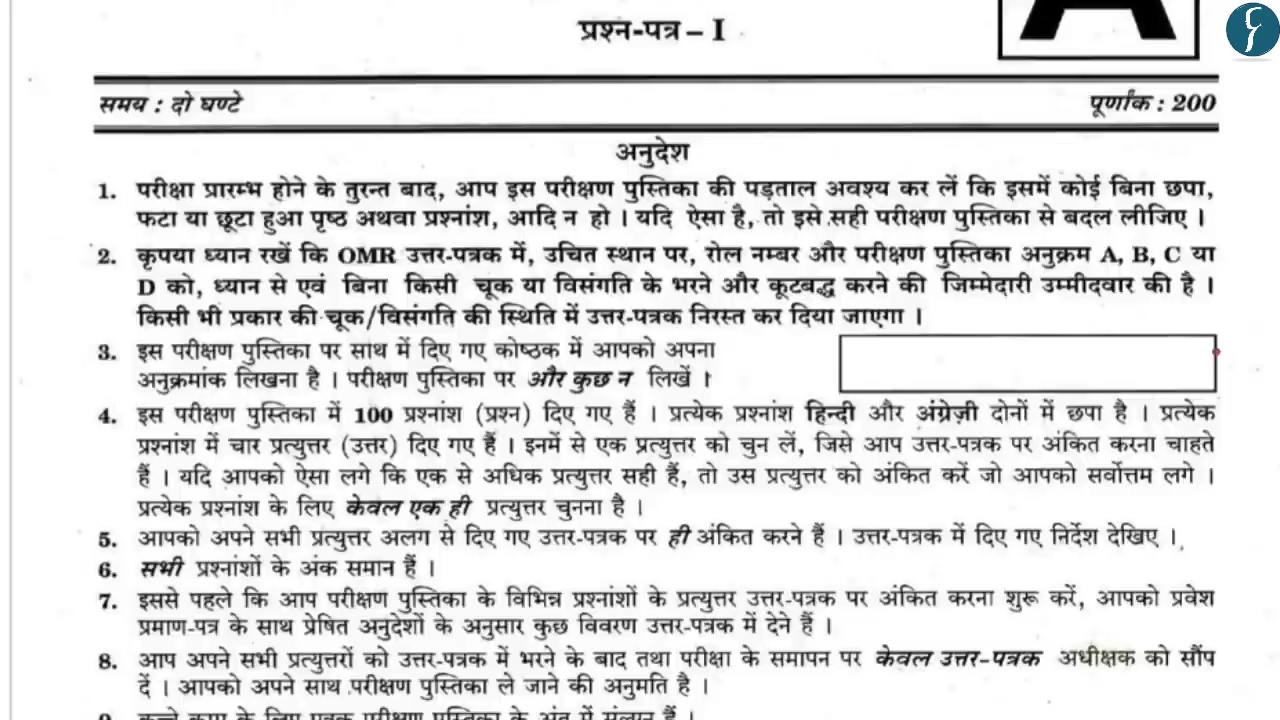 प्रश्न-पत्र – I
A
समय : दो घण्टे
पूर्णांक : 200
अनुदेश
1. परीक्षा प्रारम्भ होने के तुरन्त बाद, आप इस परीक्षण पुस्तिका की पड़ताल अवश्य कर लें कि इसमें कोई बिना छपा,
फटा या छूटा हुआ पृष्ठ अथवा प्रश्नांश, आदि न हो । यदि ऐसा है, तो इसे सही परीक्षण पुस्तिका से बदल लीजिए ।
2. कृपया ध्यान रखें कि OMR उत्तर-पत्रक में, उचित स्थान पर, रोल नम्बर और परीक्षण पुस्तिका अनुक्रम A, B, C या
D को, ध्यान से एवं बिना किसी चूक या विसंगति के भरने और कूटबद्ध करने की जिम्मेदारी उम्मीदवार की है ।
किसी भी प्रकार की चूक/विसंगति की स्थिति में उत्तर-पत्रक निरस्त कर दिया जाएगा ।
3. इस परीक्षण पुस्तिका पर साथ में दिए गए कोष्ठक में आपको अपना
अनुक्रमांक लिखना है । परीक्षण पुस्तिका पर और कुछ न लिखें ।
4. इस परीक्षण पुस्तिका में 100 प्रश्नांश (प्रश्न) दिए गए हैं । प्रत्येक प्रश्नांश हिन्दी और अंग्रेज़ी दोनों में छपा है । प्रत्येक
प्रश्नांश में चार प्रत्युत्तर (उत्तर) दिए गए हैं । इनमें से एक प्रत्युत्तर को चुन लें, जिसे आप उत्तर-पत्रक पर अंकित करना चाहते
हैं । यदि आपको ऐसा लगे कि एक से अधिक प्रत्युत्तर सही हैं, तो उस प्रत्युत्तर को अंकित करें जो आपको सर्वोत्तम लगे ।
प्रत्येक प्रश्नांश के लिए केवल एक ही प्रत्युत्तर चुनना है ।
5. आपको अपने सभी प्रत्युत्तर अलग से दिए गए उत्तर-पत्रक पर ही अंकित करने हैं । उत्तर-पत्रक में दिए गए निर्देश देखिए ।
6. सभी प्रश्नांशों के अंक समान हैं ।
7. इससे पहले कि आप परीक्षण पुस्तिका के विभिन्न प्रश्नांशों के प्रत्युत्तर उत्तर-पत्रक पर अंकित करना शुरू करें, आपको प्रवेश
प्रमाण-पत्र के साथ प्रेषित अनुदेशों के अनुसार कुछ विवरण उत्तर-पत्रक में देने हैं ।
8. आप अपने सभी प्रत्युत्तरों को उत्तर-पत्रक में भरने के बाद तथा परीक्षा के समापन पर केवल उत्तर-पत्रक अधीक्षक को सौंप
दें । आपको अपने साथ परीक्षण पुस्तिका ले जाने की अनुमति है ।
9. कच्चे काम के लिए पत्रक परीक्षण पुस्तिका के अंत में संलग्न हैं ।